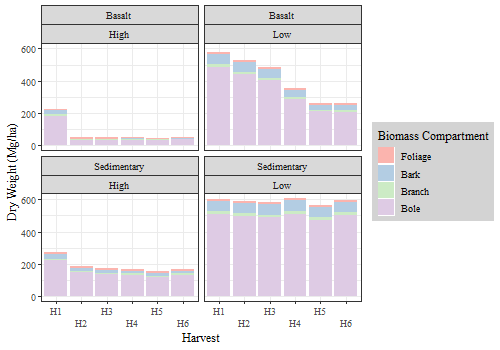 Basalt
Basalt
High
Low
600
400
200
0
Sedimentary
Sedimentary
High
Low
600
400
200
0
H1
H2
H3
H4
H5
H6
H1
H2
H3
H4
H5
H6
Harvest
Dry Weight (Mg/ha)
Biomass Compartment
Foliage
Bark
Branch
Bole